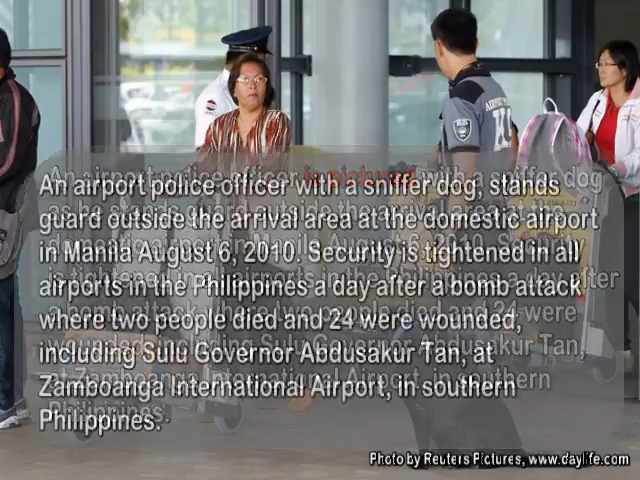 AIRPORT
An airport police officer with a sniffer dog, stands
guard outside the arrival area at the domestic airport
in Manila August 6, 2010. Security is tightened in all
airports in the Philippines a day after a bomb attack
where two people died and 24 were wounded,
including Sulu Governor Abdusakur Tan, at
Zamboanga International Airport, in southern
Philippines.
is pictured
Photo by Reuters Pictures, www.daylife.com